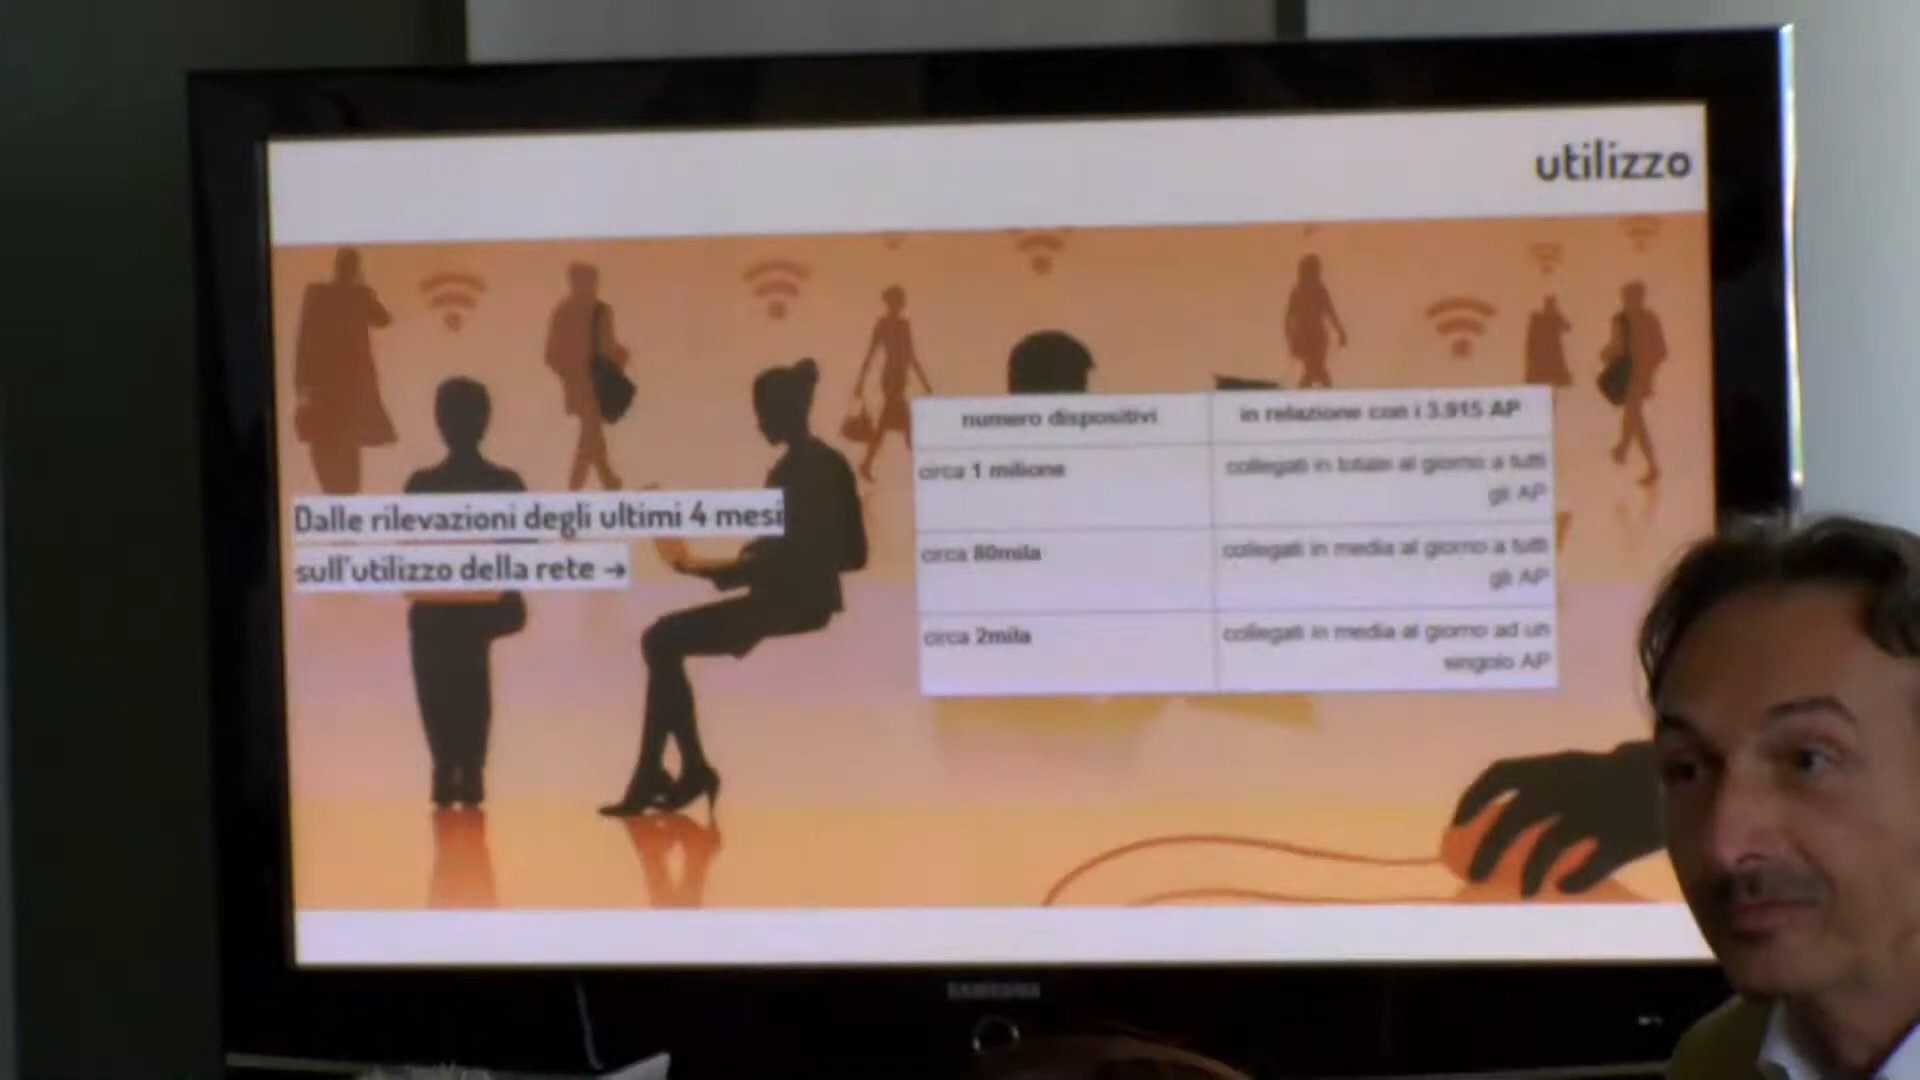 utilizzo
Dalle rilevazioni degli ultimi 4 mesi
sull'utilizzo della rete →
numero dispositivi
in relazione con i 3.915 AP
circa 1 milione
collegati in totale al giorno a tutti
gli AP
circa 80mila
collegati in media al giorno a tutti
gli AP
circa 2mila
collegati in media al giorno ad un
singolo AP
SAMSUNG